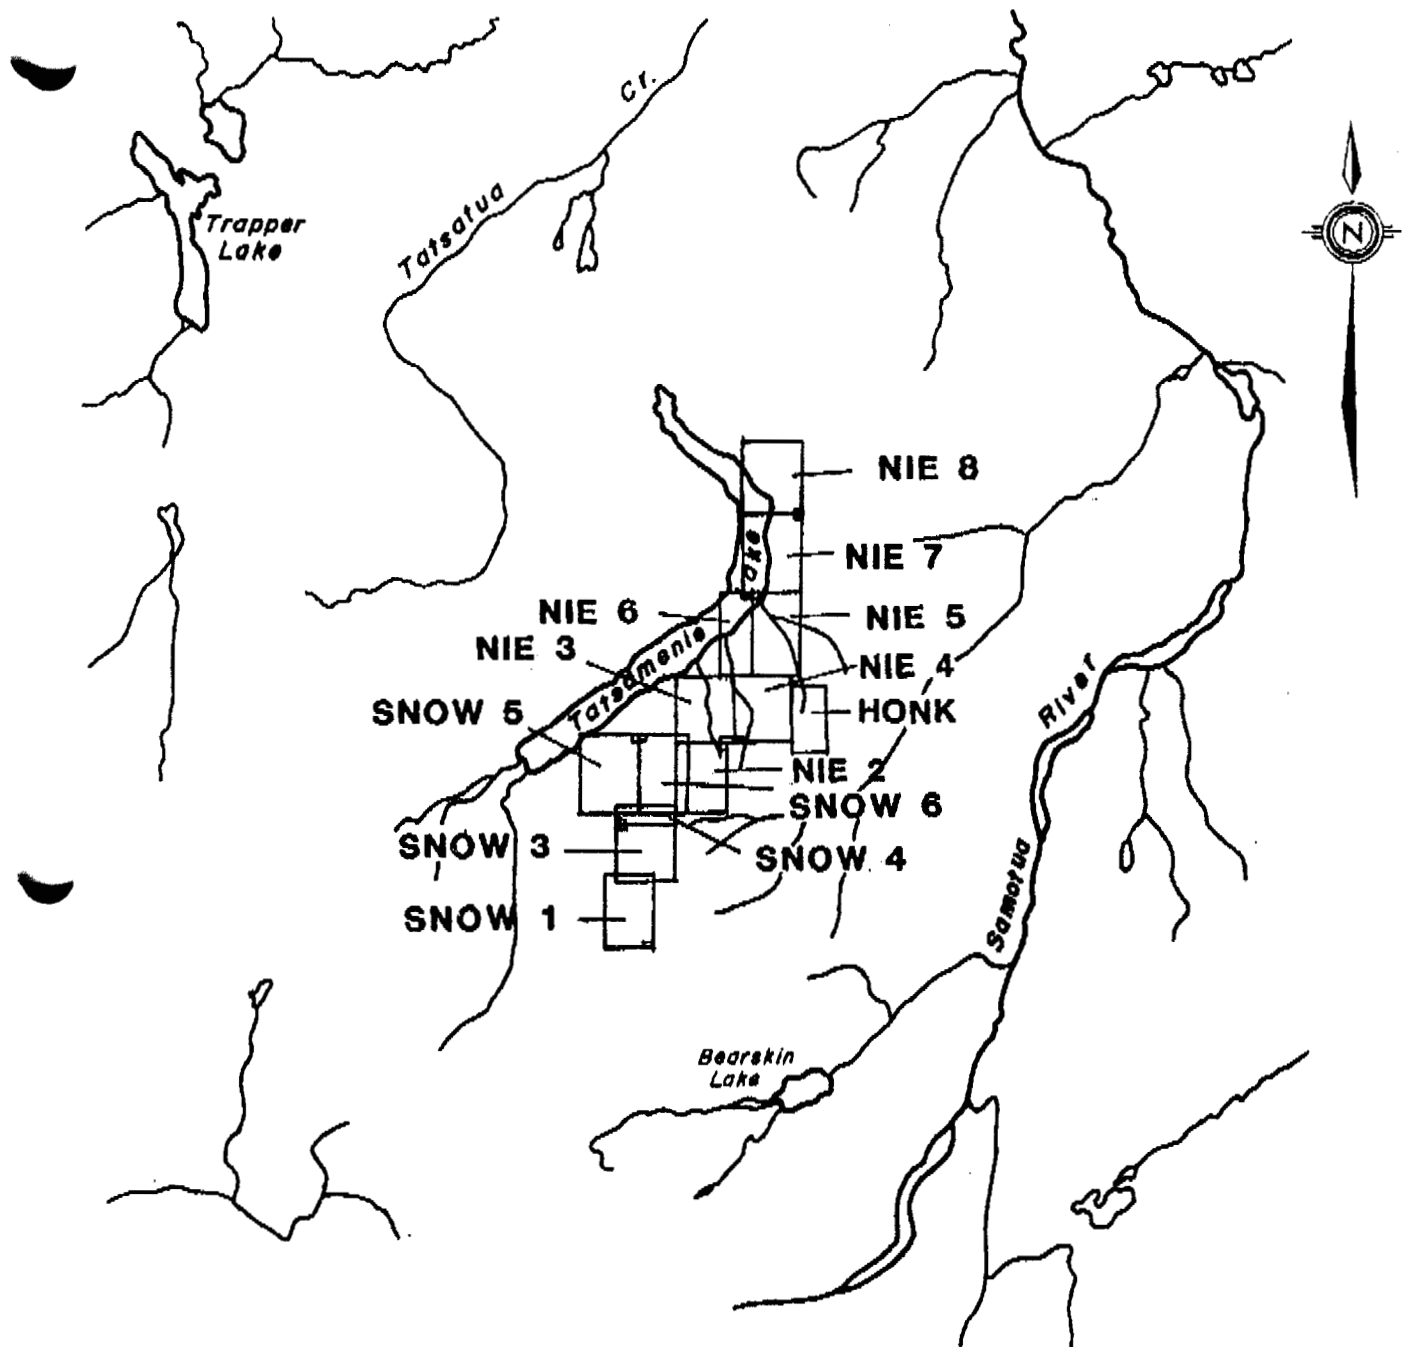 Cr.
Tatsatua
Trapper
Lake
N
NIE 8
Lake
NIE 7
NIE 6
NIE 5
NIE 3
Tatsamenie
NIE 4
River
SNOW 5
HONK
NIE 2
SNOW 6
SNOW 3
SNOW 4
Samotua
SNOW 1
Bearskin
Lake